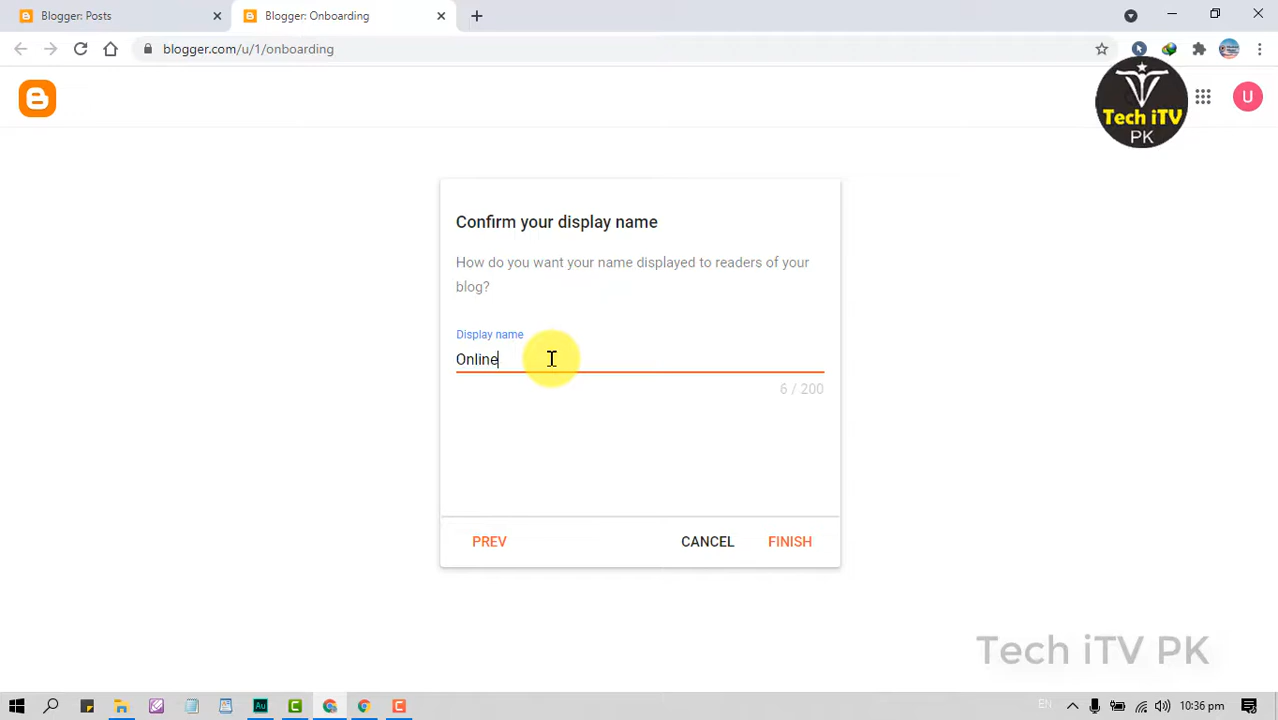 Blogger: Posts
Blogger: Onboarding
blogger.com/u/1/onboarding
U
Tech iTV
PK
Confirm your display name
How do you want your name displayed to readers of your
blog?
Display name
Online
6 / 200
PREV
CANCEL
FINISH
Tech iTV PK
EN
10:36 pm